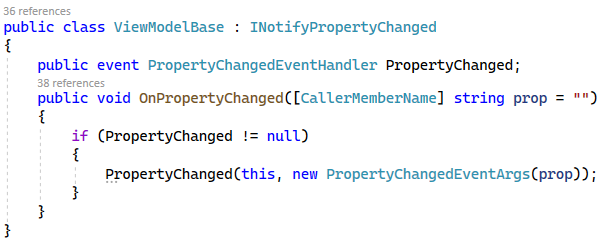 36 references
public class ViewModelBase : INotifyPropertyChanged
{
    public event PropertyChangedEventHandler PropertyChanged;
    38 references
    public void OnPropertyChanged([CallerMemberName] string prop = "")
    {
        if (PropertyChanged != null)
        {
            PropertyChanged(this, new PropertyChangedEventArgs(prop));
        }
    }
}